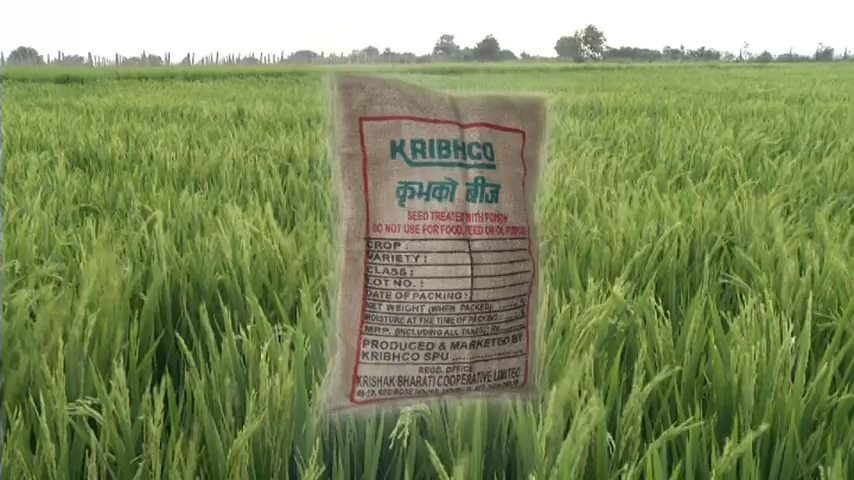 KRIBHCO
कृभको बीज
SEED TREATED WITH POISON
DO NOT USE FOR FOOD, FEED OR OIL PURPOSE
CROP :
VARIETY :
CLASS :
LOT NO. :
DATE OF PACKING :
NET WEIGHT (WHEN PACKED)
MOISTURE AT THE TIME OF PACKING :
MRP. (INCLUDING ALL TAXES) Rs
PRODUCED & MARKETED BY
KRIBHCO SPU
REGD. OFFICE
KRISHAK BHARATI COOPERATIVE LIMITED